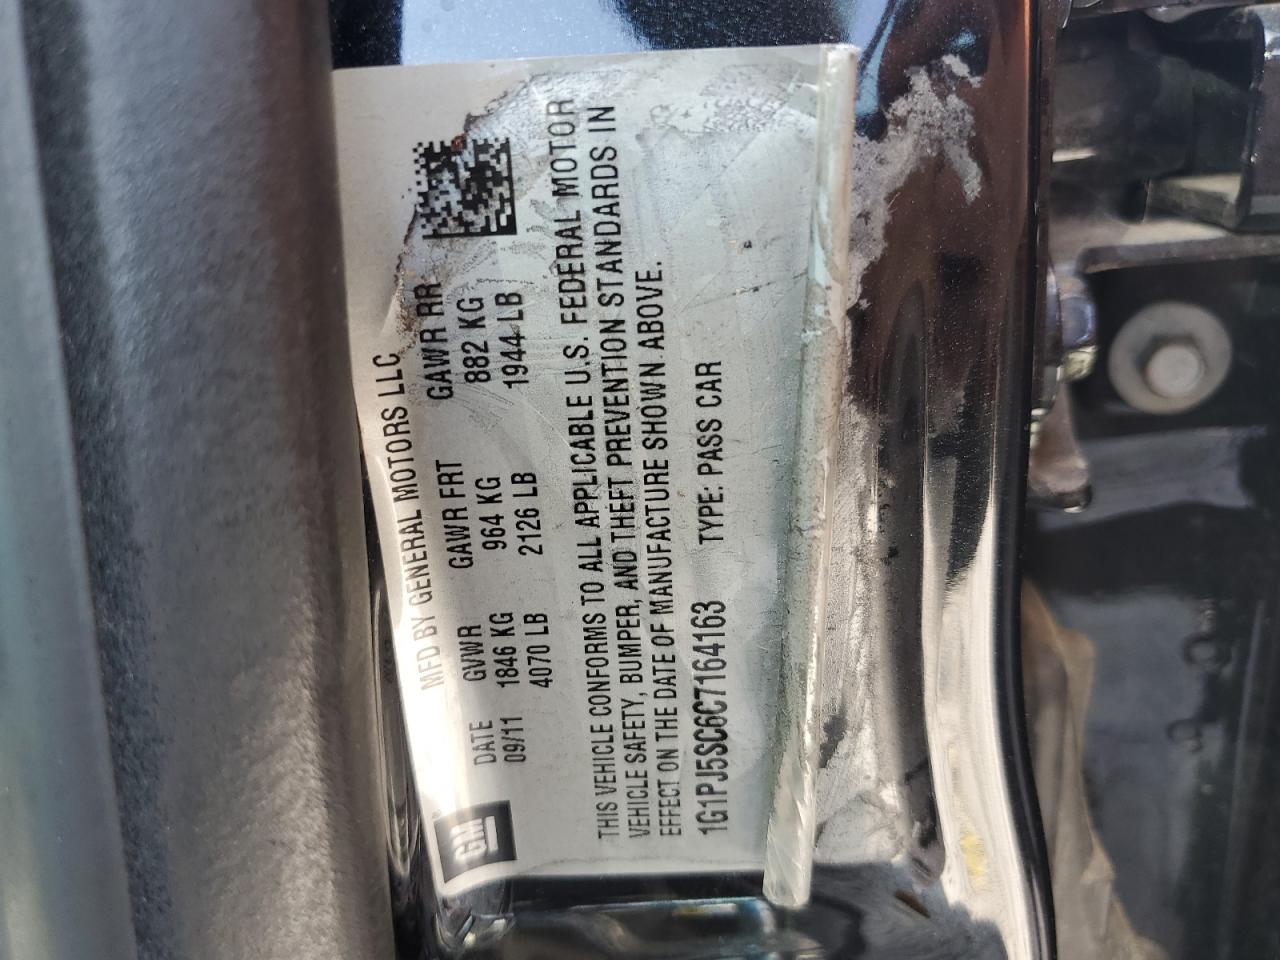 GM
MFD BY GENERAL MOTORS LLC
DATE GVWR GAWR FRT GAWR RR
09/11 1846 KG 964 KG 882 KG
4070 LB 2126 LB 1944 LB
THIS VEHICLE CONFORMS TO ALL APPLICABLE U.S. FEDERAL MOTOR
VEHICLE SAFETY, BUMPER, AND THEFT PREVENTION STANDARDS IN
EFFECT ON THE DATE OF MANUFACTURE SHOWN ABOVE.
1G1PJ5SC6C7164163 TYPE: PASS CAR